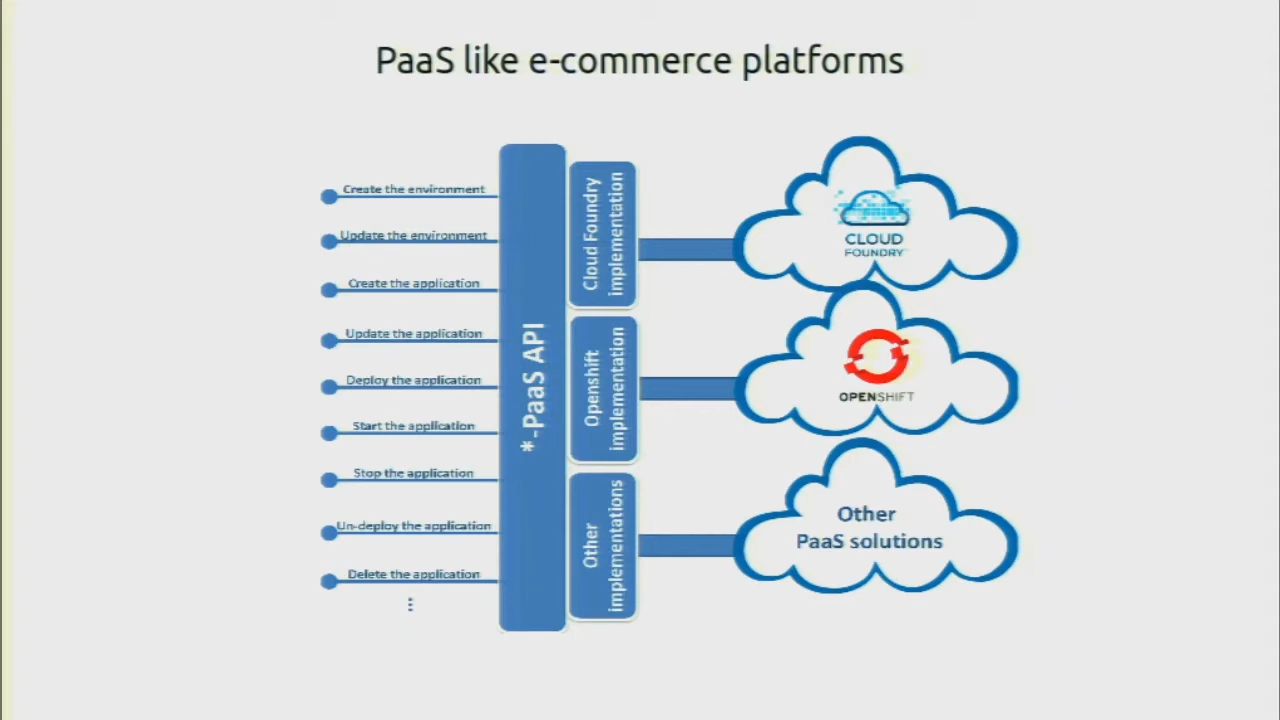 PaaS like e-commerce platforms
Create the environment
Update the environment
Create the application
Update the application
Deploy the application
Start the application
Stop the application
Un-deploy the application
Delete the application
⋮
*-PaaS API
Cloud Foundry
implementation
Openshift
implementation
Other
implementations
CLOUD
FOUNDRY
OPENSHIFT
Other
PaaS solutions